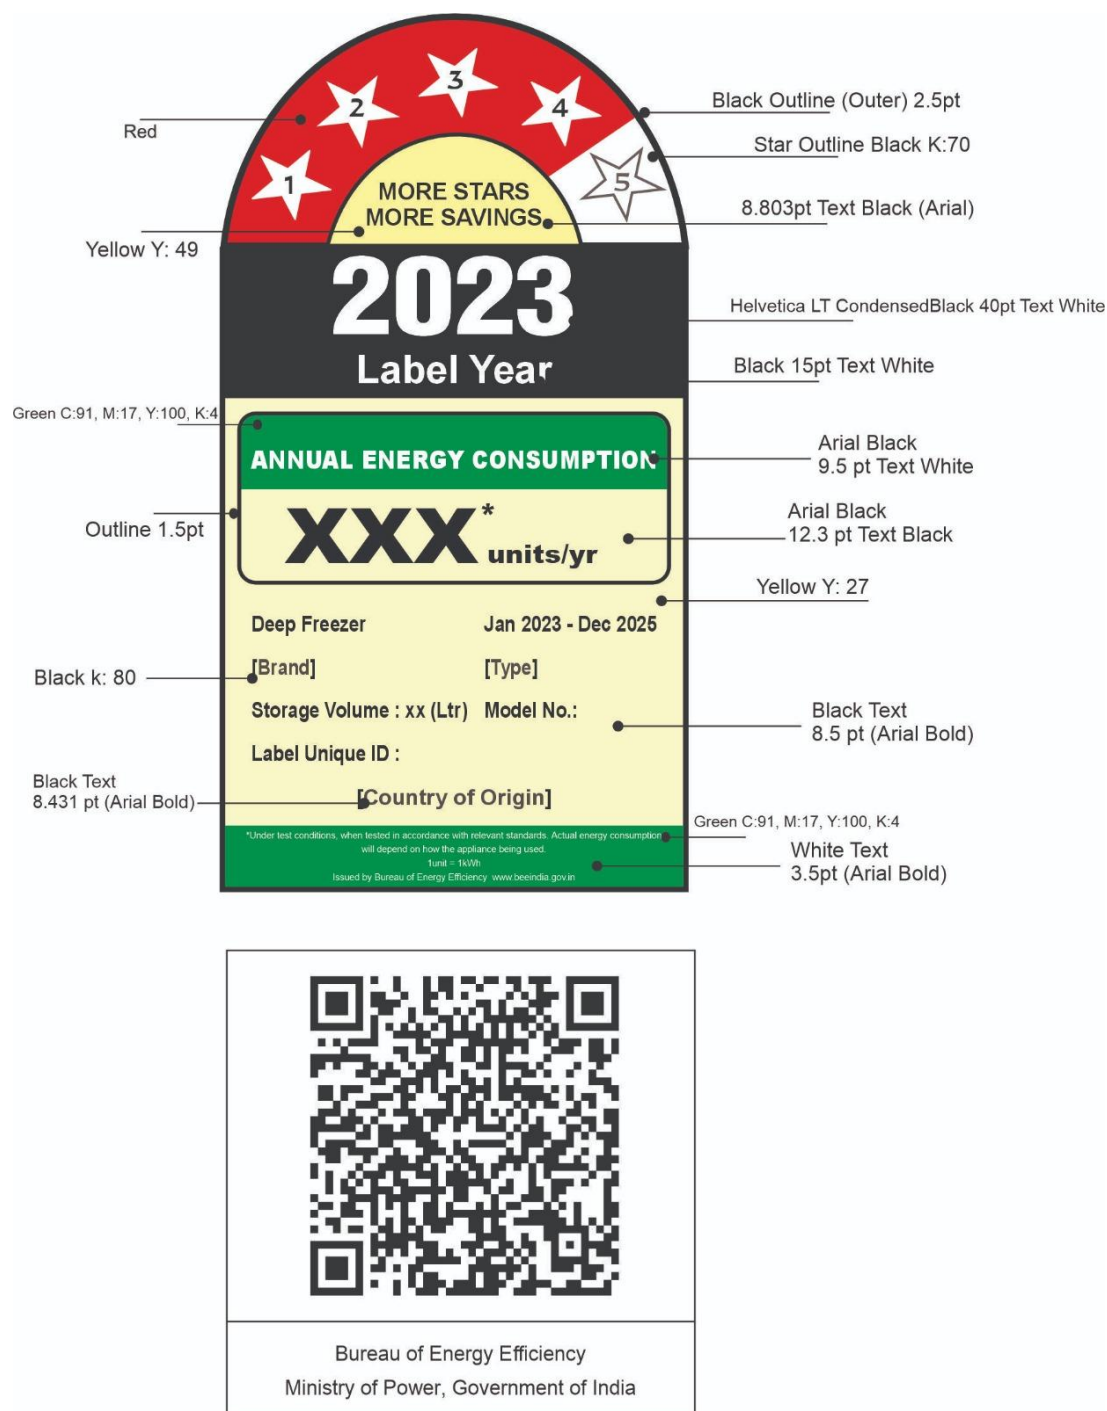 1
2
3
4
5
Red
Black Outline (Outer) 2.5pt
Star Outline Black K:70
MORE STARS
MORE SAVINGS
8.803pt Text Black (Arial)
Yellow Y: 49
2023
Helvetica LT CondensedBlack 40pt Text White
Label Year
Black 15pt Text White
Green C:91, M:17, Y:100, K:4
ANNUAL ENERGY CONSUMPTION
Arial Black
9.5 pt Text White
Outline 1.5pt
XXX* units/yr
Arial Black
12.3 pt Text Black
Yellow Y: 27
Deep Freezer Jan 2023 - Dec 2025
[Brand] [Type]
Black k: 80
Storage Volume : xx (Ltr) Model No.:
Black Text
8.5 pt (Arial Bold)
Label Unique ID :
Black Text
8.431 pt (Arial Bold)
[Country of Origin]
Green C:91, M:17, Y:100, K:4
*Under test conditions, when tested in accordance with relevant standards. Actual energy consumption
will depend on how the appliance being used.
1unit = 1kWh
Issued by Bureau of Energy Efficiency www.beeindia.gov.in
White Text
3.5pt (Arial Bold)
Bureau of Energy Efficiency
Ministry of Power, Government of India